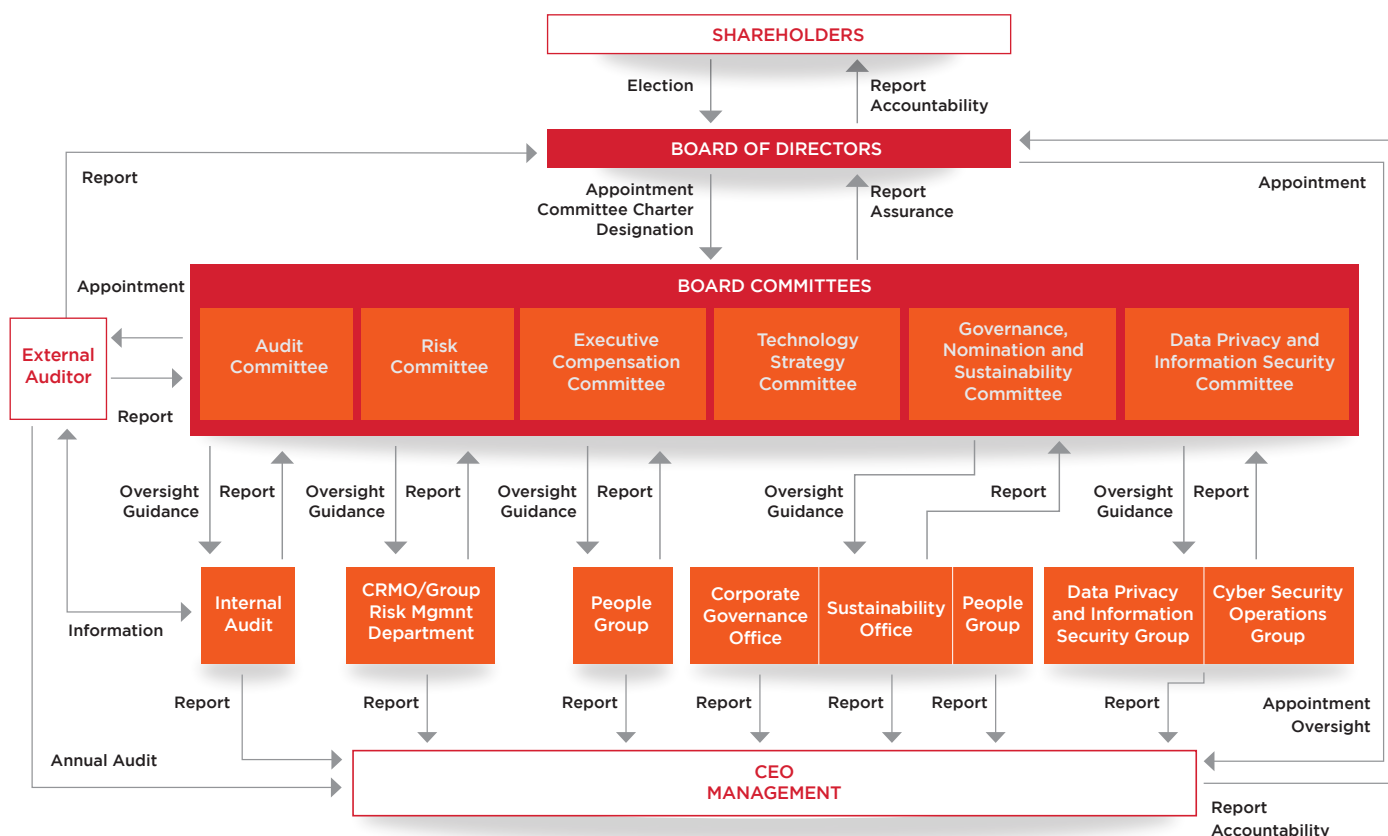 SHAREHOLDERS
Election
Report
Accountability
BOARD OF DIRECTORS
Report
Appointment
Committee Charter
Designation
Report
Assurance
Appointment
Appointment
BOARD COMMITTEES
External
Auditor
Audit
Committee
Risk
Committee
Executive
Compensation
Committee
Technology
Strategy
Committee
Governance,
Nomination and
Sustainability
Committee
Data Privacy and
Information Security
Committee
Report
Oversight
Guidance
Report
Oversight
Guidance
Report
Oversight
Guidance
Report
Oversight
Guidance
Report
Oversight
Guidance
Report
Information
Internal
Audit
CRMO/Group
Risk Mgmnt
Department
People
Group
Corporate
Governance
Office
Sustainability
Office
People
Group
Data Privacy
and Information
Security Group
Cyber Security
Operations
Group
Report
Report
Report
Report
Report
Report
Report
Appointment
Oversight
Annual Audit
CEO
MANAGEMENT
Report
Accountability